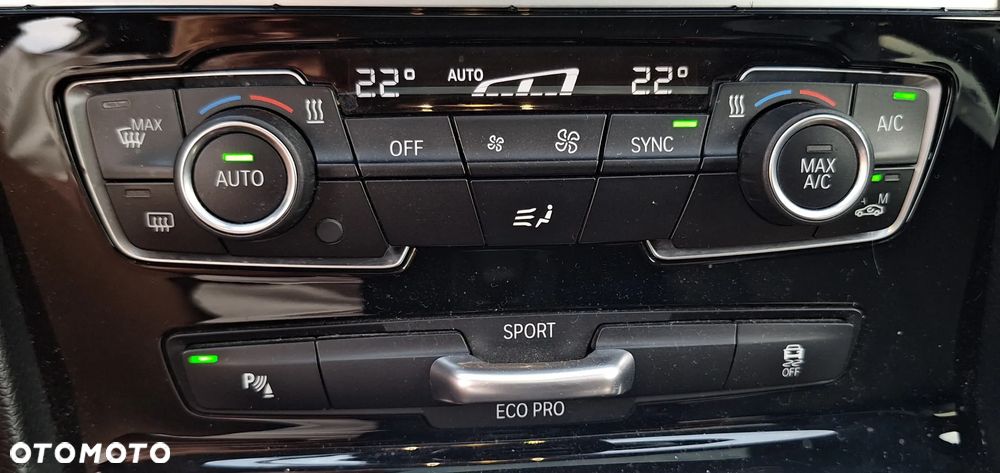 22° AUTO 22°
MAX
OFF
SYNC
A/C
AUTO
MAX
A/C
A M
SPORT
P
OFF
ECO PRO
OTOMOTO